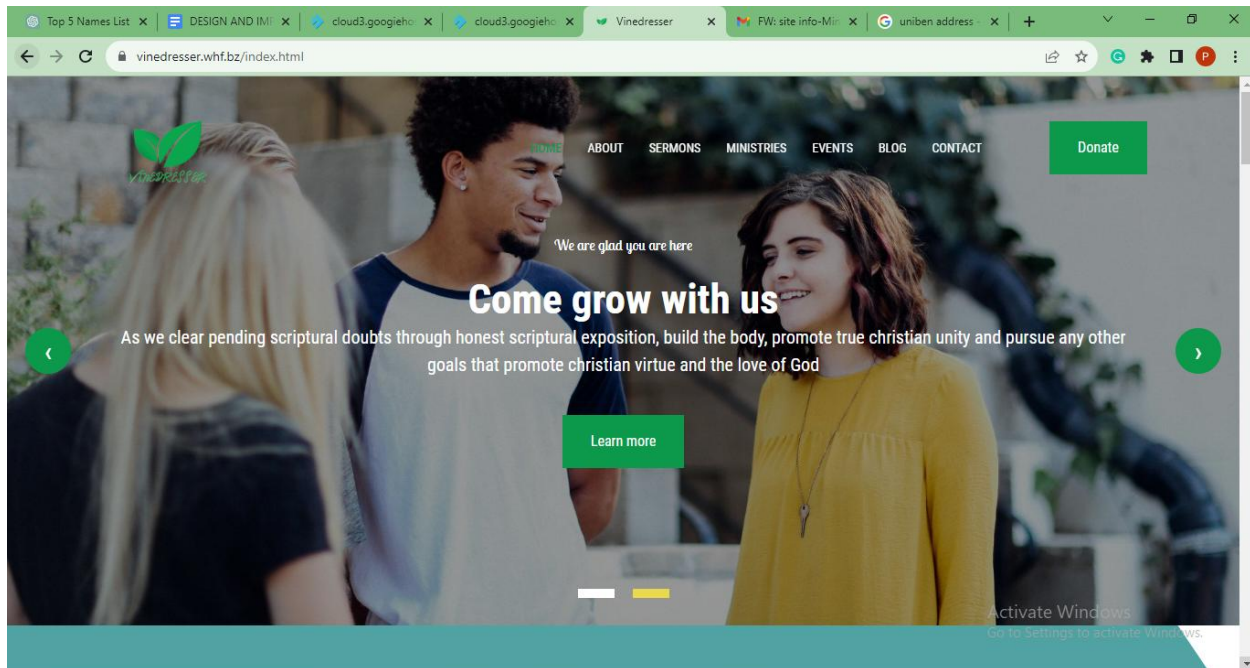 Top 5 Names List
DESIGN AND IMP
cloud3.googieho
cloud3.googieho
Vinedresser
FW: site info-Min
uniben address -
vinedresser.whf.bz/index.html
P
VINEDRESSER
HOME ABOUT SERMONS MINISTRIES EVENTS BLOG CONTACT Donate
We are glad you are here
Come grow with us
As we clear pending scriptural doubts through honest scriptural exposition, build the body, promote true christian unity and pursue any other
goals that promote christian virtue and the love of God
Learn more
Activate Windows
Go to Settings to activate Windows.